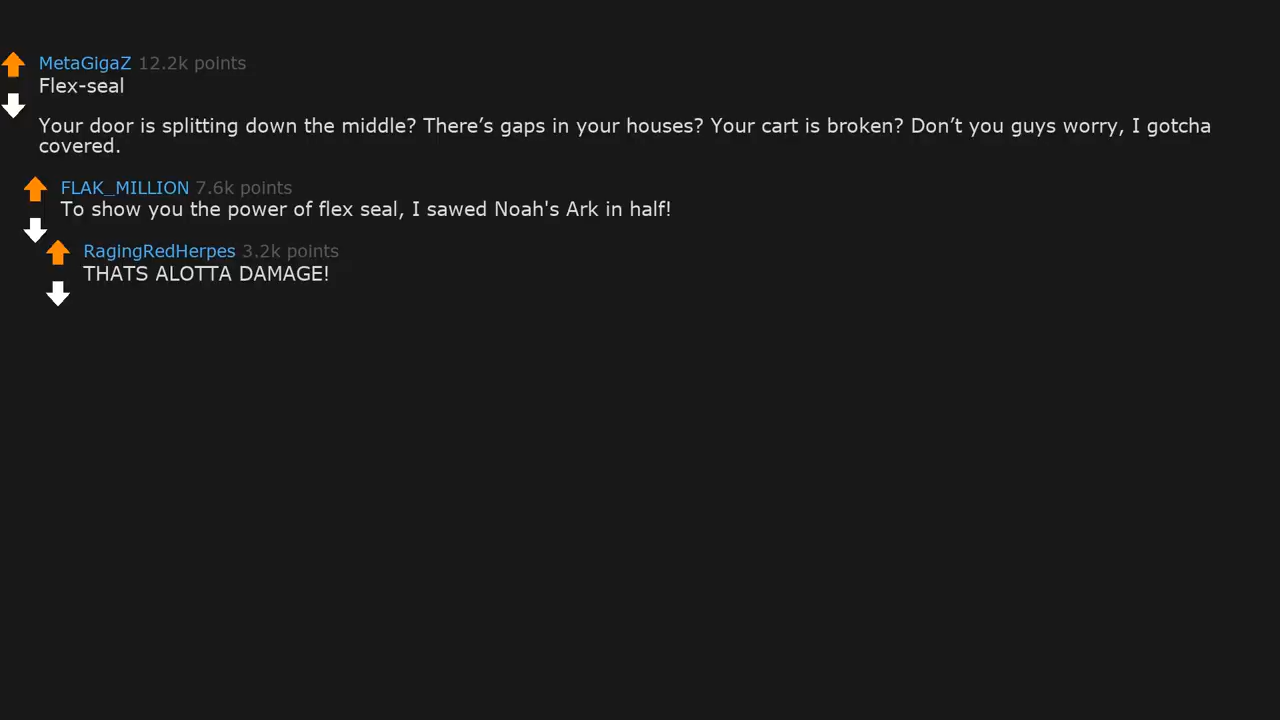 MetaGigaZ 12.2k points
Flex-seal
Your door is splitting down the middle? There’s gaps in your houses? Your cart is broken? Don’t you guys worry, I gotcha
covered.
FLAK_MILLION 7.6k points
To show you the power of flex seal, I sawed Noah's Ark in half!
RagingRedHerpes 3.2k points
THATS ALOTTA DAMAGE!